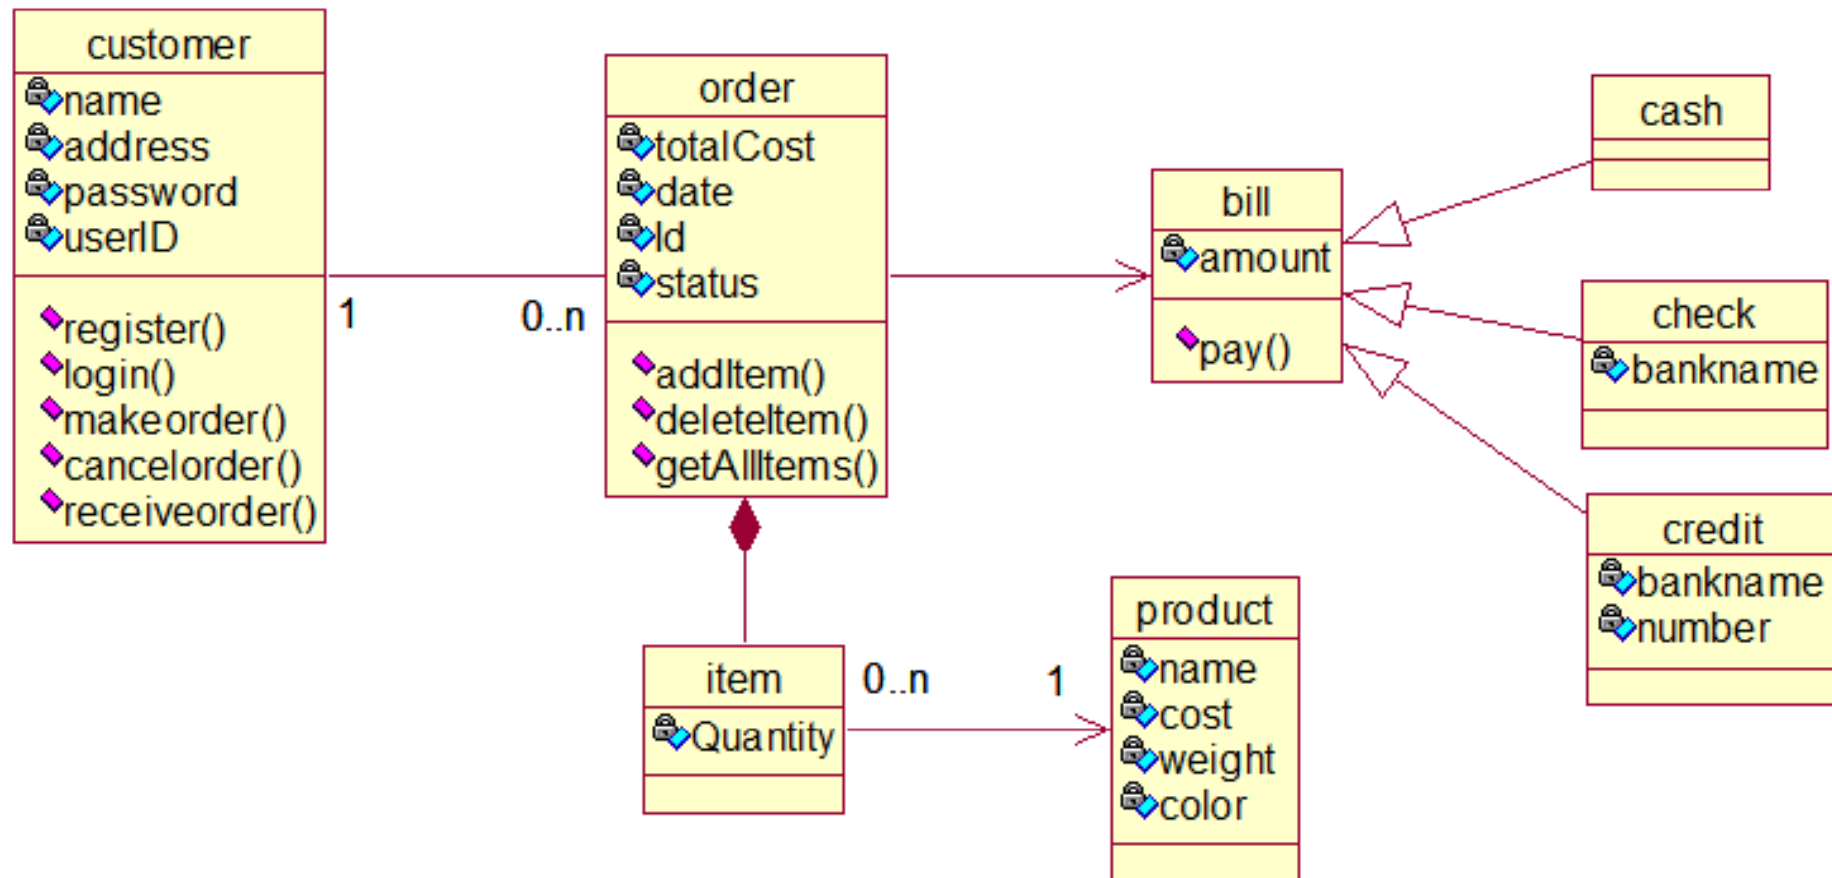 customer
name
address
password
userID
register()
login()
makeorder()
cancelorder()
receiveorder()
1
0..n
order
totalCost
date
Id
status
addItem()
deleteItem()
getAllItems()
bill
amount
pay()
cash
check
bankname
credit
bankname
number
item
Quantity
0..n
1
product
name
cost
weight
color